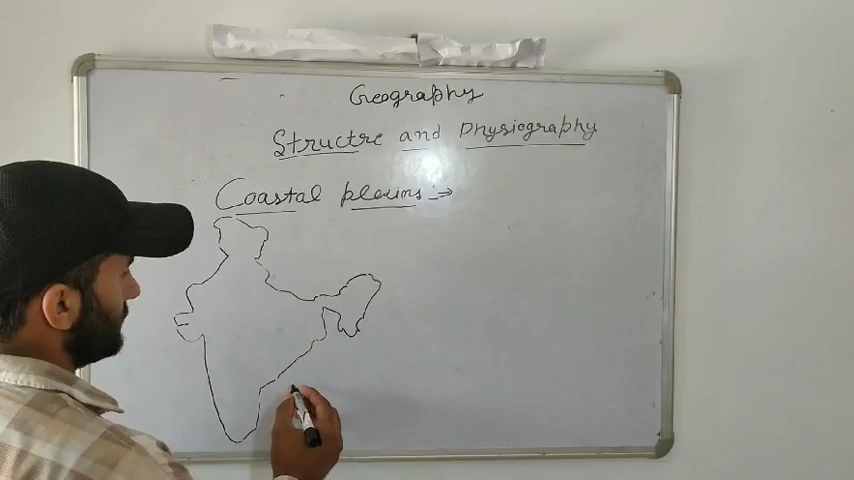 Geography
Structre and Physiography
Coastal plains :- →